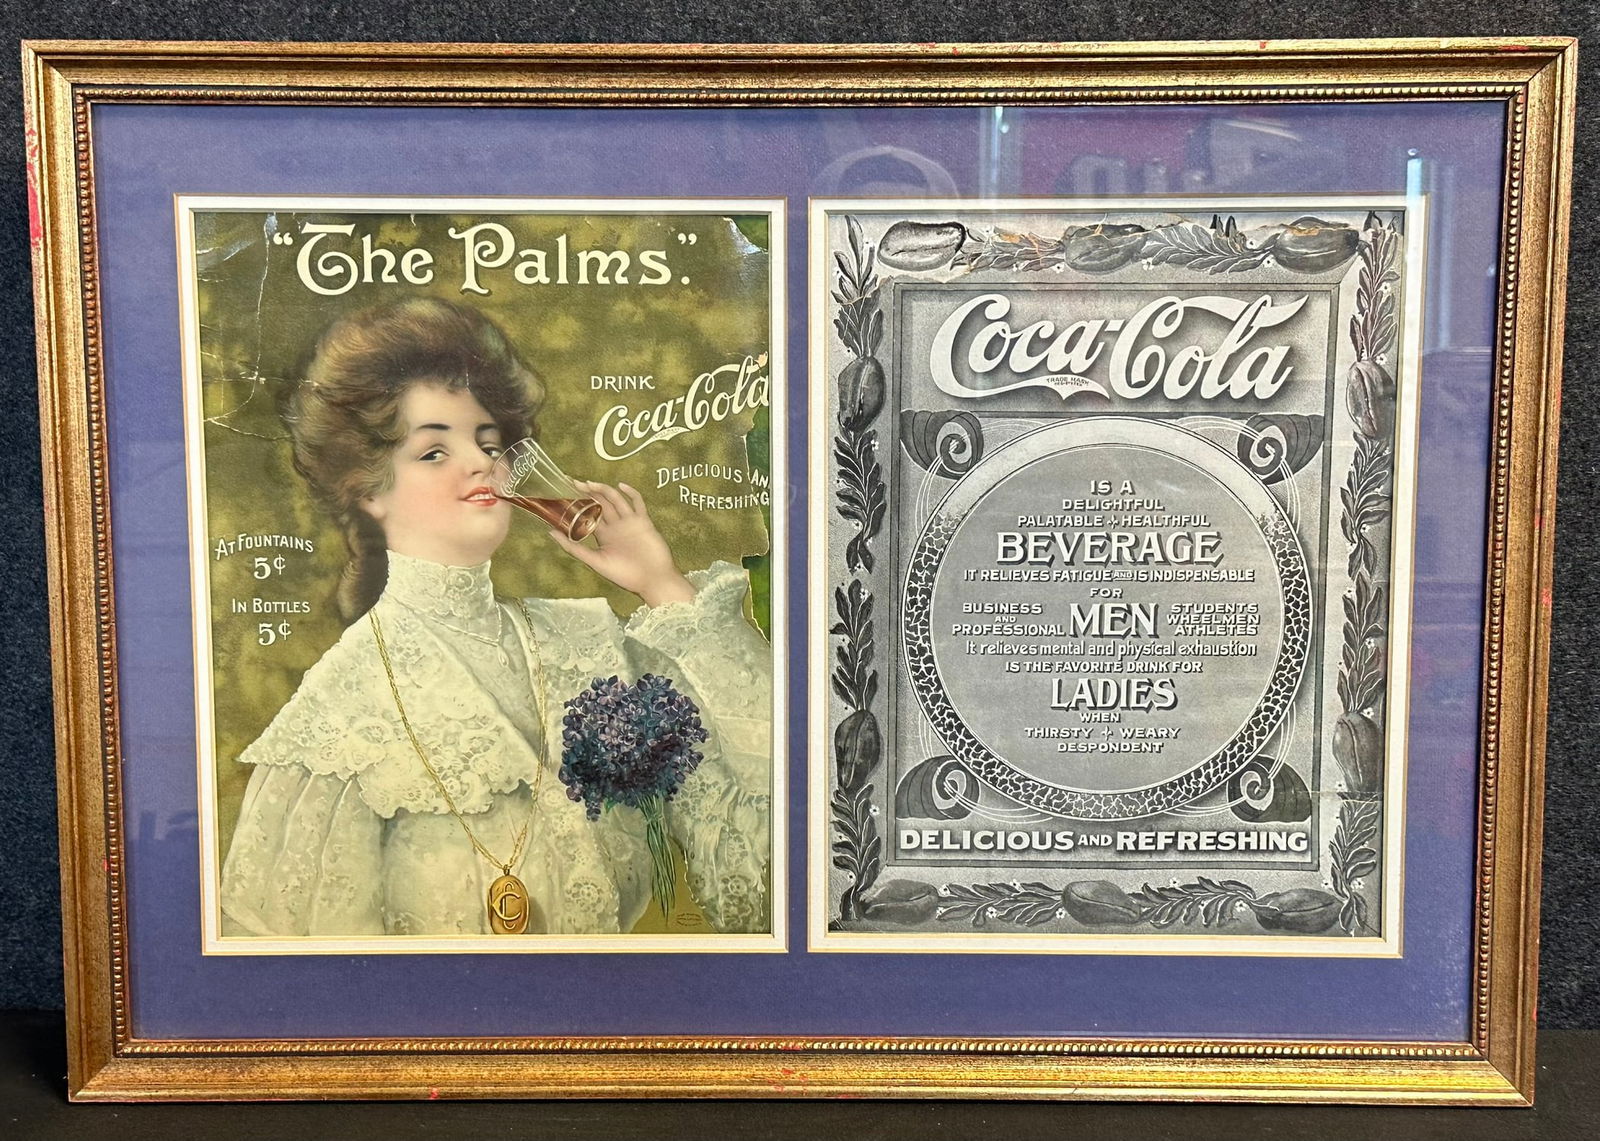 "The Palms."
DRINK
Coca-Cola
DELICIOUS AN
REFRESHING
Coca-Cola
AT FOUNTAINS
5¢
IN BOTTLES
5¢
Coca-Cola
TRADE MARK
IS A
DELIGHTFUL
PALATABLE HEALTHFUL
BEVERAGE
IT RELIEVES FATIGUE AND IS INDISPENSABLE
FOR
BUSINESS AND PROFESSIONAL MEN STUDENTS WHEELMEN ATHLETES
It relieves mental and physical exhaustion
IS THE FAVORITE DRINK FOR
LADIES
WHEN
THIRSTY WEARY
DESPONDENT
DELICIOUS AND REFRESHING